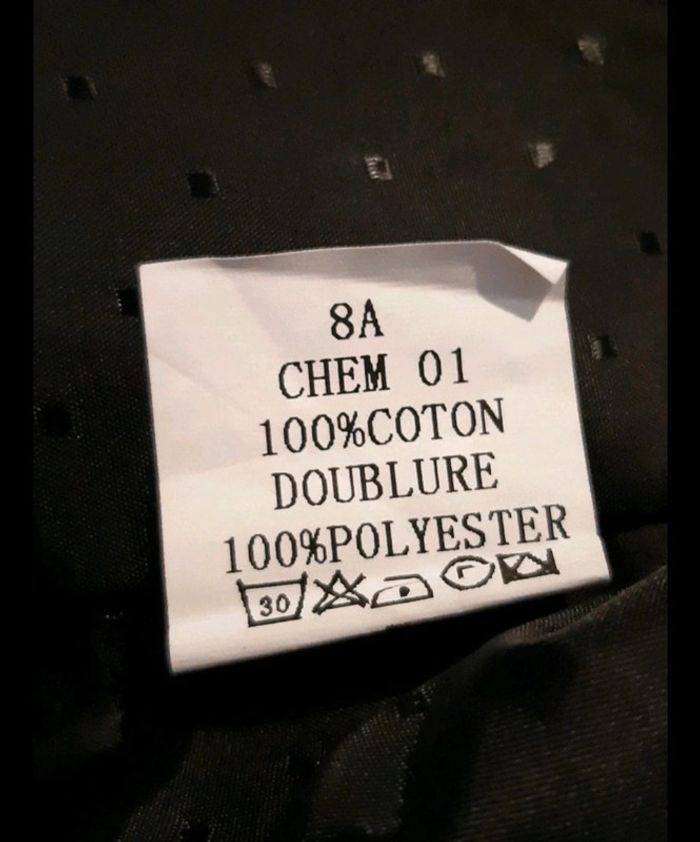 8A
CHEM 01
100%COTON
DOUBLURE
100%POLYESTER
30 F